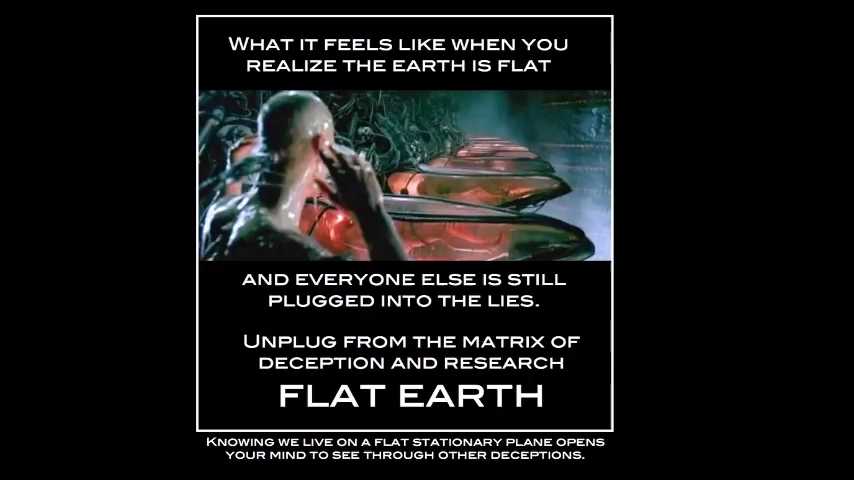 What it feels like when you
realize the earth is flat
and everyone else is still
plugged into the lies.
Unplug from the matrix of
deception and research
FLAT EARTH
Knowing we live on a flat stationary plane opens
your mind to see through other deceptions.